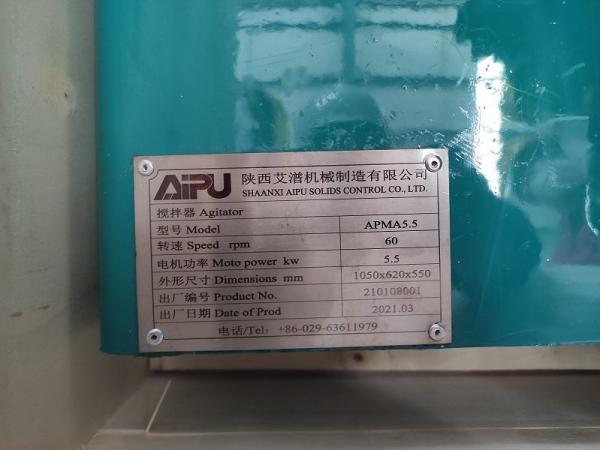 AIPU 陕西艾潽机械制造有限公司
SHAANXI AIPU SOLIDS CONTROL CO., LTD.
搅拌器 Agitator
型号 Model APMA5.5
转速 Speed rpm 60
电机功率 Moto power kw 5.5
外形尺寸 Dimensions mm 1050x620x550
出厂编号 Product No. 210108001
出厂日期 Date of Prod 2021.03
电话/Tel: +86-029-63611979